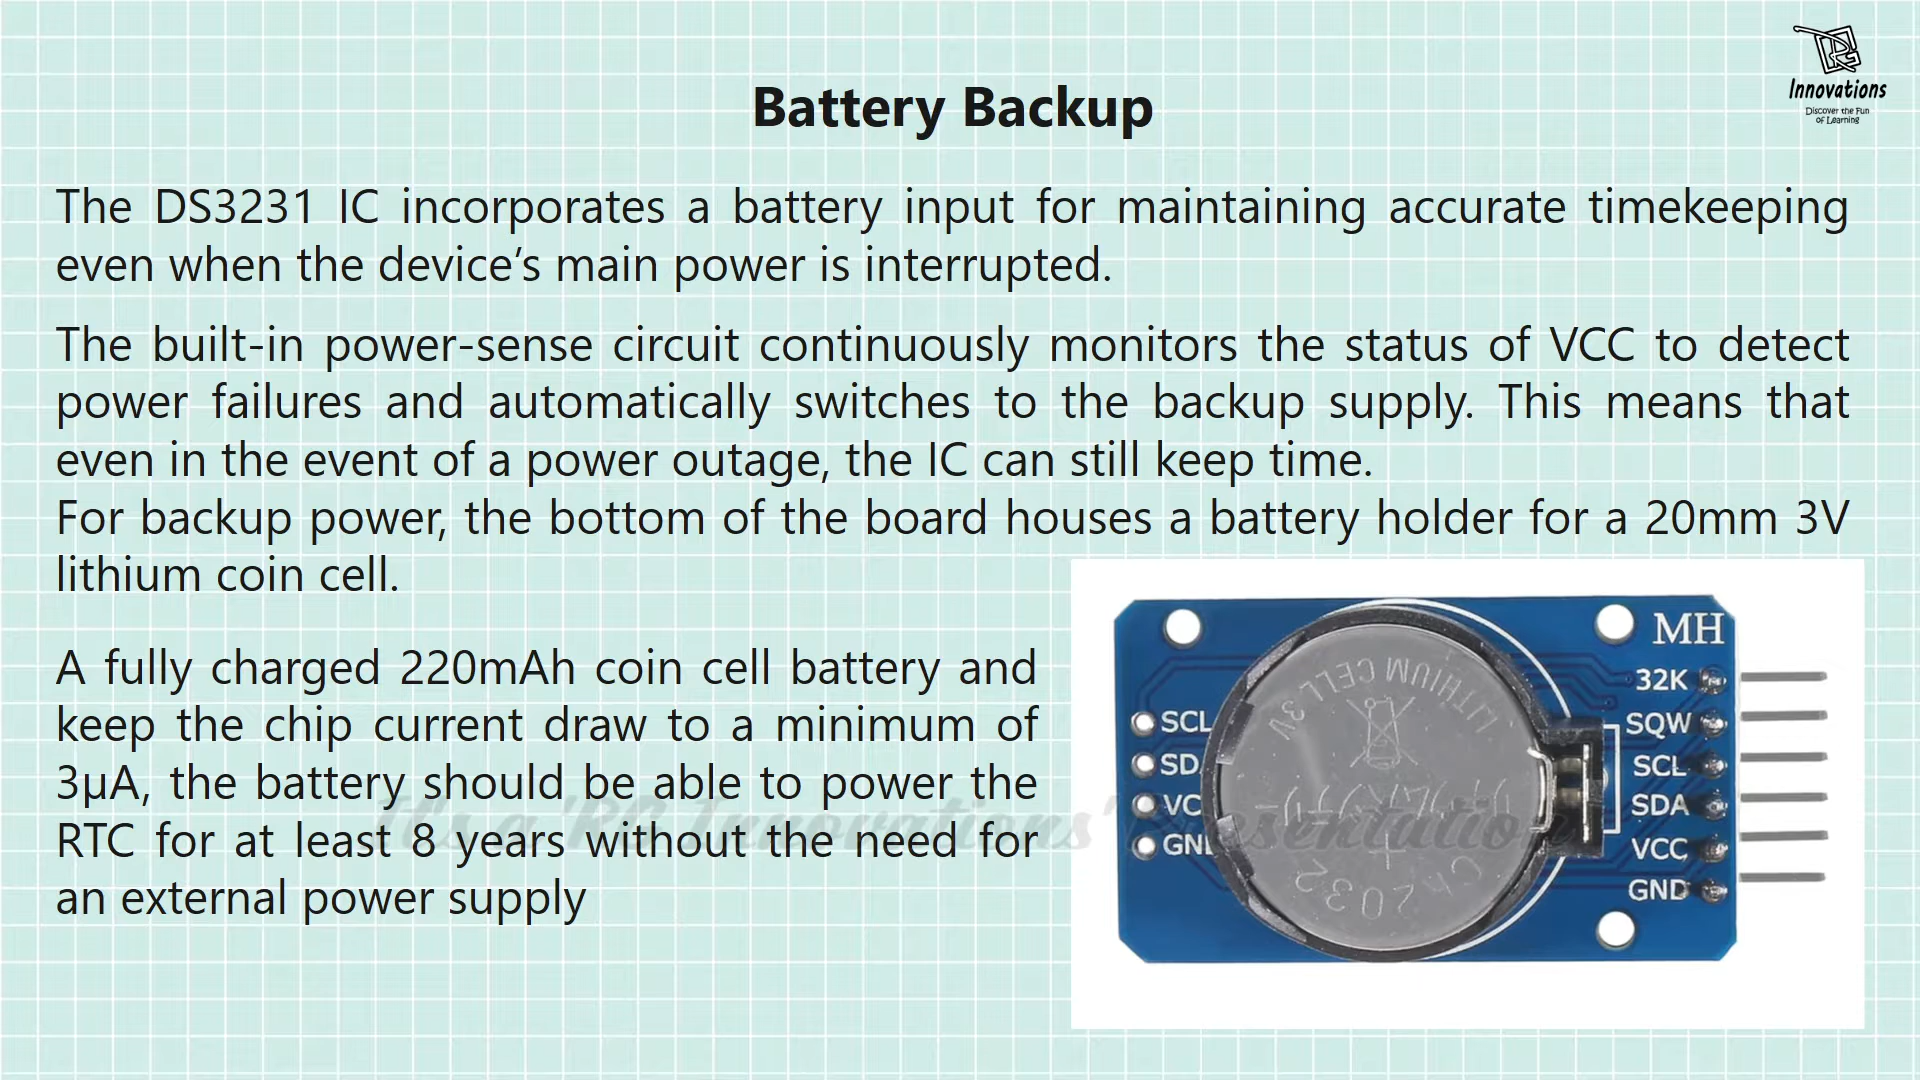 Innovations
Discover the Fun
of Learning
Battery Backup
The DS3231 IC incorporates a battery input for maintaining accurate timekeeping
even when the device’s main power is interrupted.
The built-in power-sense circuit continuously monitors the status of VCC to detect
power failures and automatically switches to the backup supply. This means that
even in the event of a power outage, the IC can still keep time.
For backup power, the bottom of the board houses a battery holder for a 20mm 3V
lithium coin cell.
A fully charged 220mAh coin cell battery and
keep the chip current draw to a minimum of
3µA, the battery should be able to power the
RTC for at least 8 years without the need for
an external power supply
It's a 'RG Innovations' Presentation
MH
32K
SQW
SCL
SDA
VCC
GND
SCL
SD
VC
GND
LITHIUM CELL 3V
CR2032